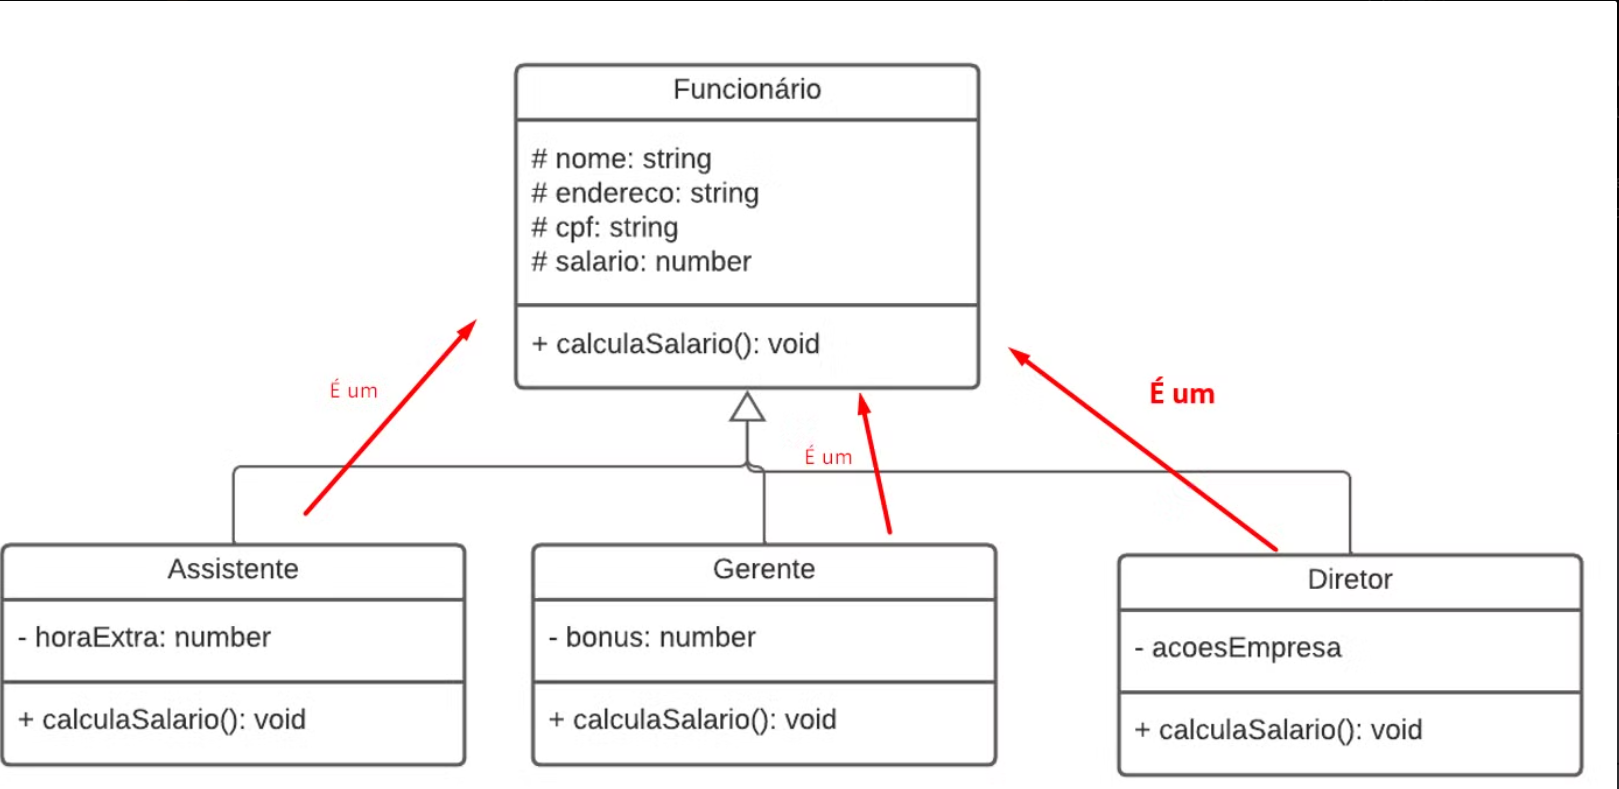 Funcionário
# nome: string
# endereco: string
# cpf: string
# salario: number
+ calculaSalario(): void
É um
É um
É um
Assistente
- horaExtra: number
+ calculaSalario(): void
Gerente
- bonus: number
+ calculaSalario(): void
Diretor
- acoesEmpresa
+ calculaSalario(): void